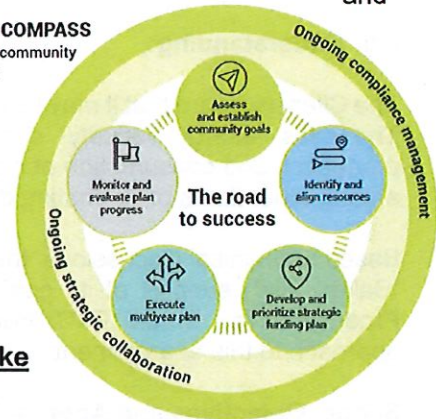 and
COMPASS
community
Ongoing compliance management
Assess
and establish
community goals
Identify and
align resources
Develop and
prioritize strategic
funding plan
Execute
multiyear plan
Monitor and
evaluate plan
progress
The road
to success
Ongoing strategic collaboration
ke